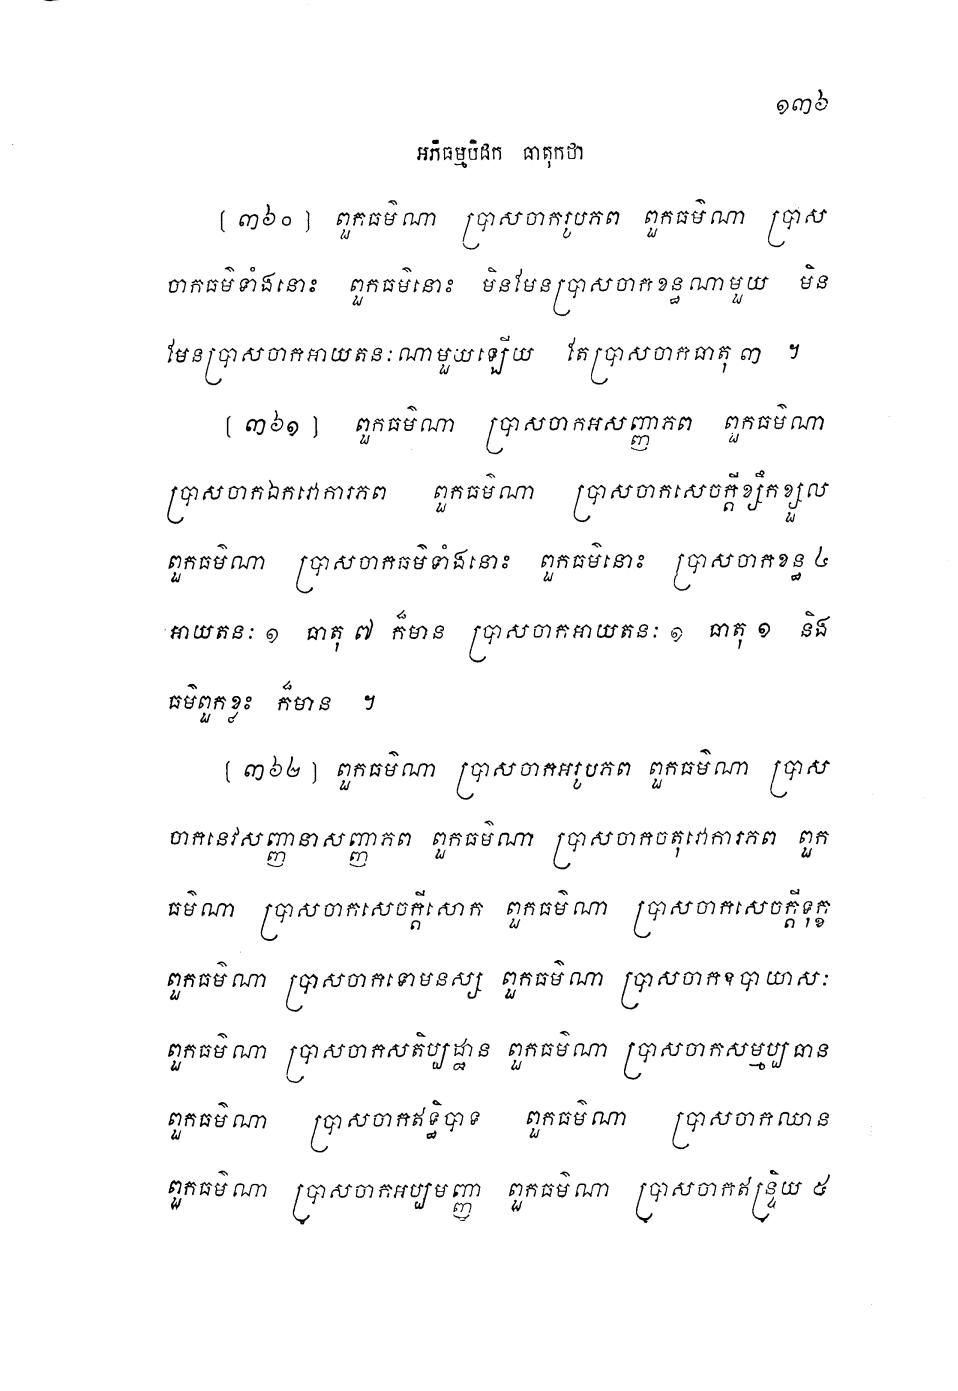 ១៣៦
អភិធម្មបិដក ធាតុកថា
[ ៣៦០ ] ពួកធម៌ណា ប្រាសចាករូបភព ពួកធម៌ណា ប្រាស
ចាកធម៌ទាំងនោះ ពួកធម៌នោះ មិនមែនប្រាសចាកខន្ធណាមួយ មិន
មែនប្រាសចាកអាយតនៈណាមួយឡើយ តែប្រាសចាកធាតុ ៣ ។
[ ៣៦១ ] ពួកធម៌ណា ប្រាសចាកអសញ្ញាភព ពួកធម៌ណា
ប្រាសចាកឯកវោការភព ពួកធម៌ណា ប្រាសចាកសេចក្តីខ្សឹកខ្សួល
ពួកធម៌ណា ប្រាសចាកធម៌ទាំងនោះ ពួកធម៌នោះ ប្រាសចាកខន្ធ ៤
អាយតនៈ ១ ធាតុ ៧ ក៏មាន ប្រាសចាកអាយតនៈ ១ ធាតុ ១ និង
ធម៌ពួកខ្លះ ក៏មាន ។
[ ៣៦២ ] ពួកធម៌ណា ប្រាសចាកអរូបភព ពួកធម៌ណា ប្រាស
ចាកនេវសញ្ញានាសញ្ញាភព ពួកធម៌ណា ប្រាសចាកចតុវោការភព ពួក
ធម៌ណា ប្រាសចាកសេចក្តីសោក ពួកធម៌ណា ប្រាសចាកសេចក្តីទុក្ខ
ពួកធម៌ណា ប្រាសចាកទោមនស្ស ពួកធម៌ណា ប្រាសចាកឧបាយាសៈ
ពួកធម៌ណា ប្រាសចាកសតិប្បដ្ឋាន ពួកធម៌ណា ប្រាសចាកសម្មប្បធាន
ពួកធម៌ណា ប្រាសចាកឥទ្ធិបាទ ពួកធម៌ណា ប្រាសចាកឈាន
ពួកធម៌ណា ប្រាសចាកអប្បមញ្ញា ពួកធម៌ណា ប្រាសចាកឥន្ទ្រិយ ៥